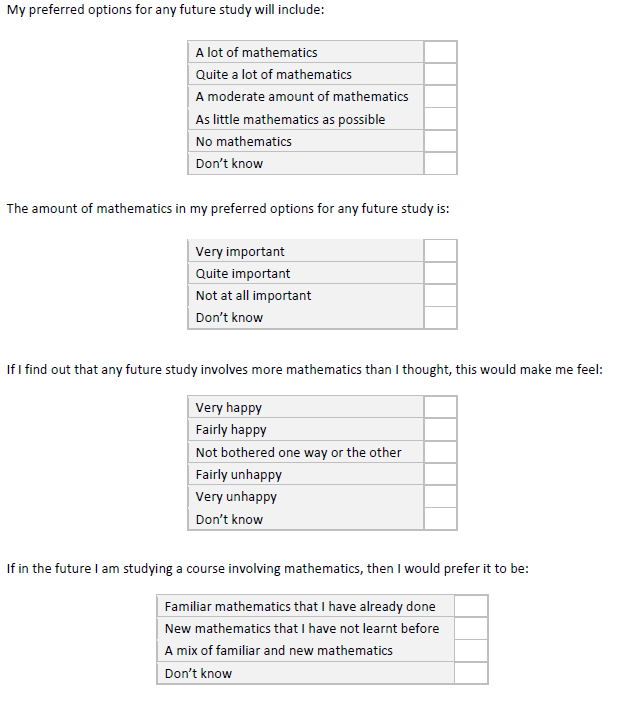 My preferred options for any future study will include:
A lot of mathematics
Quite a lot of mathematics
A moderate amount of mathematics
As little mathematics as possible
No mathematics
Don't know
The amount of mathematics in my preferred options for any future study is:
Very important
Quite important
Not at all important
Don't know
If I find out that any future study involves more mathematics than I thought, this would make me feel:
Very happy
Fairly happy
Not bothered one way or the other
Fairly unhappy
Very unhappy
Don't know
If in the future I am studying a course involving mathematics, then I would prefer it to be:
Familiar mathematics that I have already done
New mathematics that I have not learnt before
A mix of familiar and new mathematics
Don't know